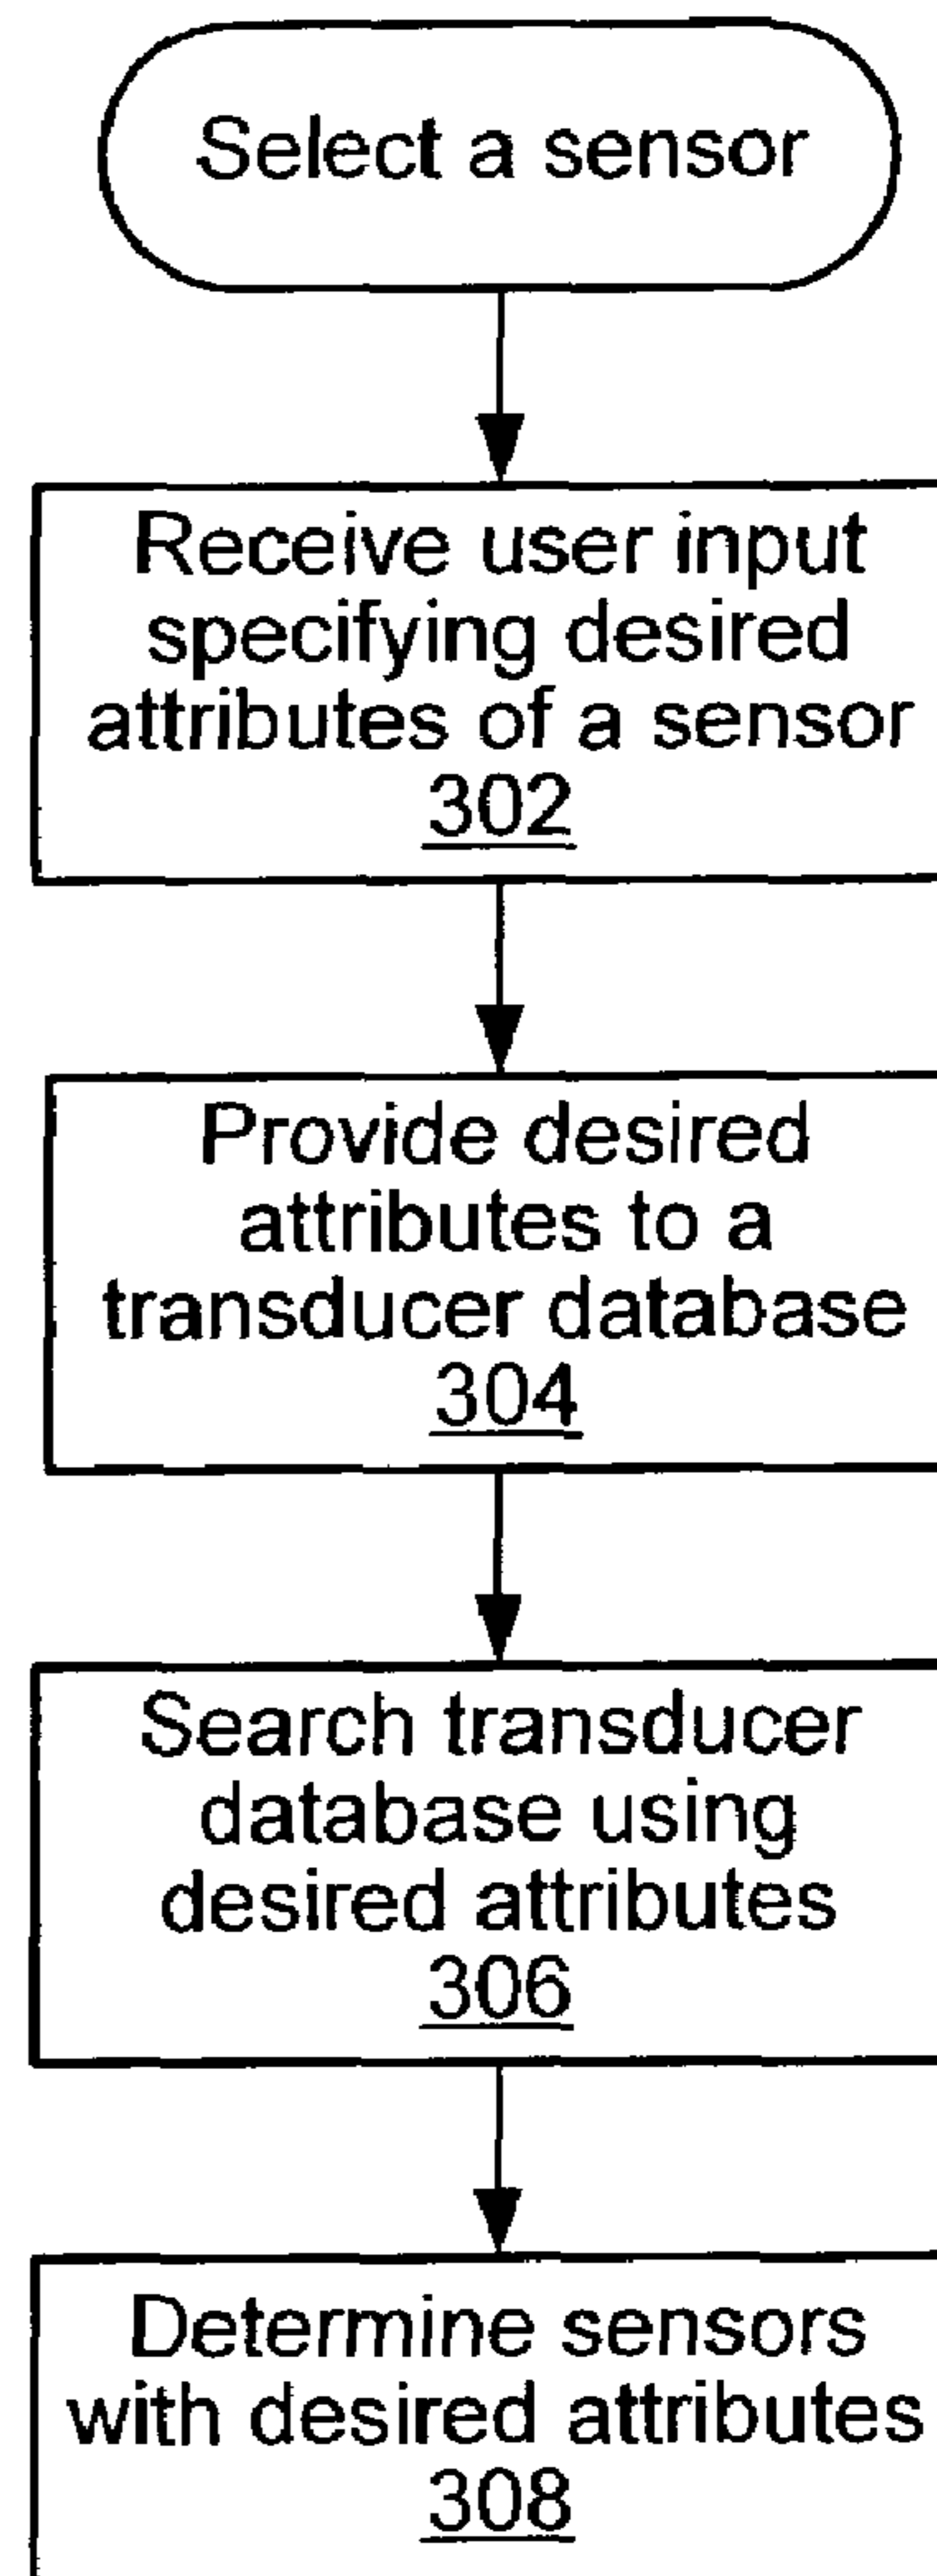 Select a sensor
Receive user input
specifying desired
attributes of a sensor
302
Provide desired
attributes to a
transducer database
304
Search transducer
database using
desired attributes
306
Determine sensors
with desired attributes
308